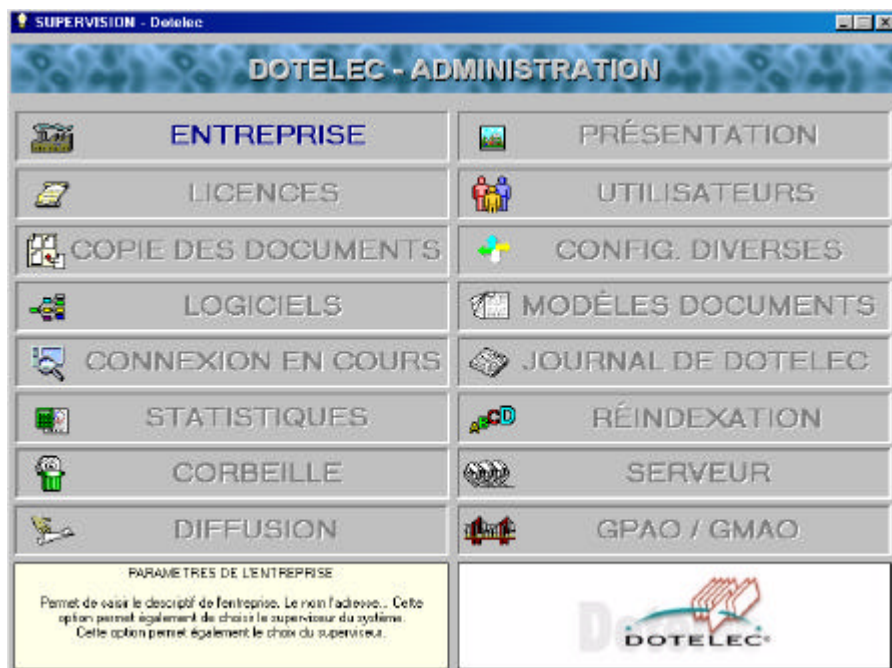 SUPERVISION - Dotelec
DOTELEC - ADMINISTRATION
ENTREPRISE
PRÉSENTATION
LICENCES
UTILISATEURS
COPIE DES DOCUMENTS
CONFIG. DIVERSES
LOGICIELS
MODÈLES DOCUMENTS
CONNEXION EN COURS
JOURNAL DE DOTELEC
STATISTIQUES
RÉINDEXATION
CORBEILLE
SERVEUR
DIFFUSION
GPAO / GMAO
PARAMETRES DE L'ENTREPRISE
Permet de saisir le descriptif de l'entreprise. Le nom l'adresse... Cette
option permet également de choisir le superviseur du système.
Cette option permet également le choix du superviseur.
DOTELEC